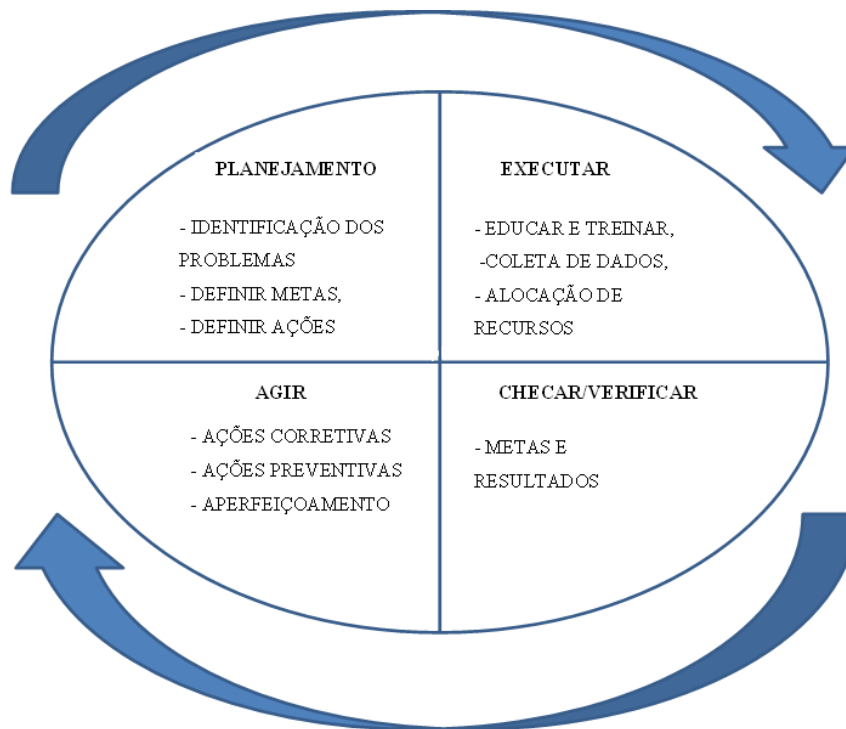 PLANEJAMENTO
- IDENTIFICAÇÃO DOS
PROBLEMAS
- DEFINIR METAS,
- DEFINIR AÇÕES
EXECUTAR
- EDUCAR E TREINAR,
-COLETA DE DADOS,
- ALOCAÇÃO DE
RECURSOS
AGIR
- AÇÕES CORRETIVAS
- AÇÕES PREVENTIVAS
- APERFEIÇOAMENTO
CHECAR/VERIFICAR
- METAS E
RESULTADOS